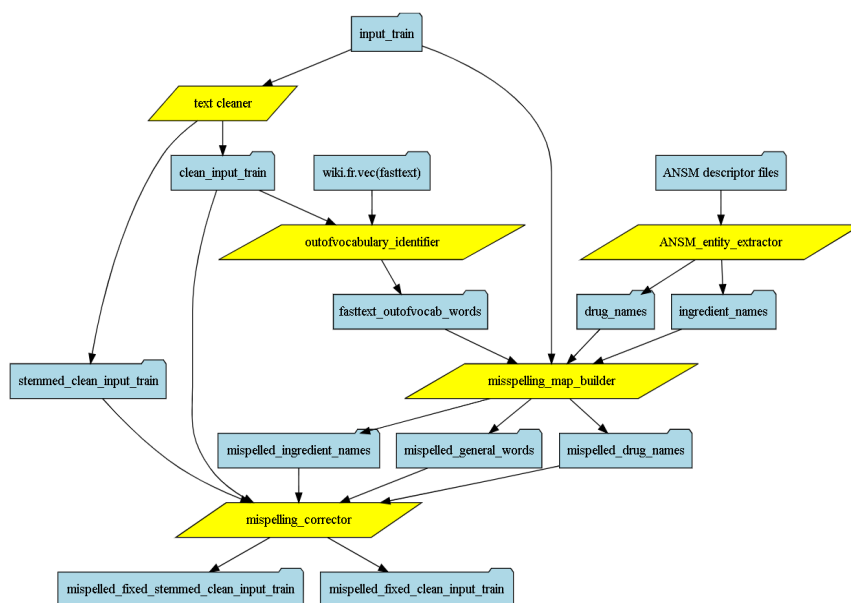 input_train
text cleaner
clean_input_train
wiki.fr.vec(fasttext)
ANSM descriptor files
outofvocabulary_identifier
ANSM_entity_extractor
fasttext_outofvocab_words
drug_names
ingredient_names
stemmed_clean_input_train
misspelling_map_builder
mispelled_ingredient_names
mispelled_general_words
mispelled_drug_names
mispelling_corrector
mispelled_fixed_stemmed_clean_input_train
mispelled_fixed_clean_input_train